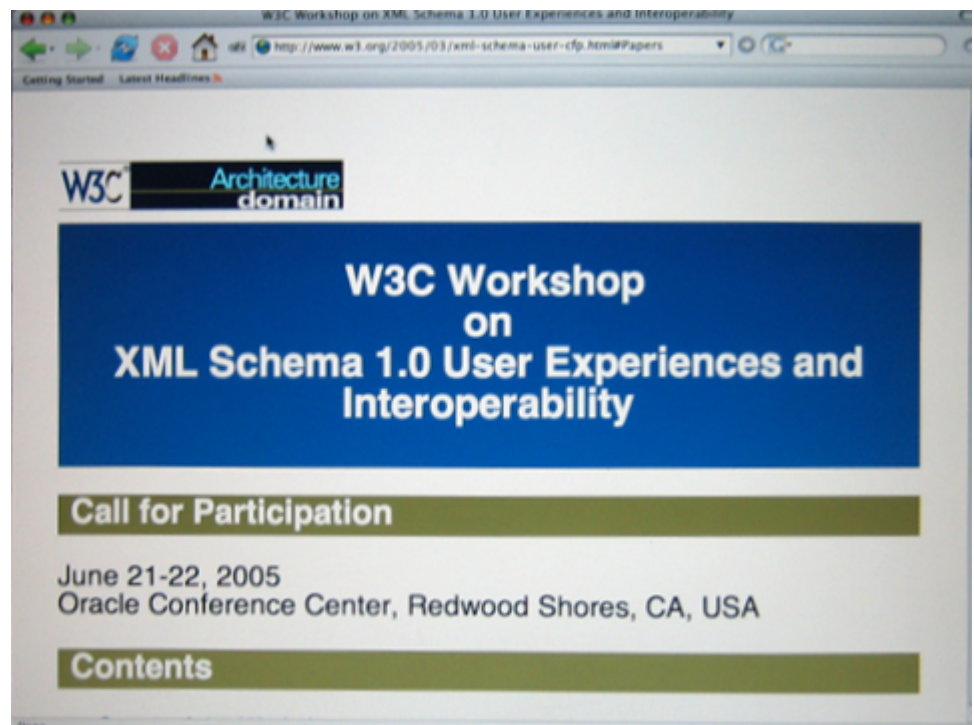 W3C Workshop on XML Schema 1.0 User Experiences and Interoperability
http://www.w3.org/2005/03/xml-schema-user-cfp.html#Papers
Getting Started Latest Headlines
W3C Architecture
domain
W3C Workshop
on
XML Schema 1.0 User Experiences and
Interoperability
Call for Participation
June 21-22, 2005
Oracle Conference Center, Redwood Shores, CA, USA
Contents